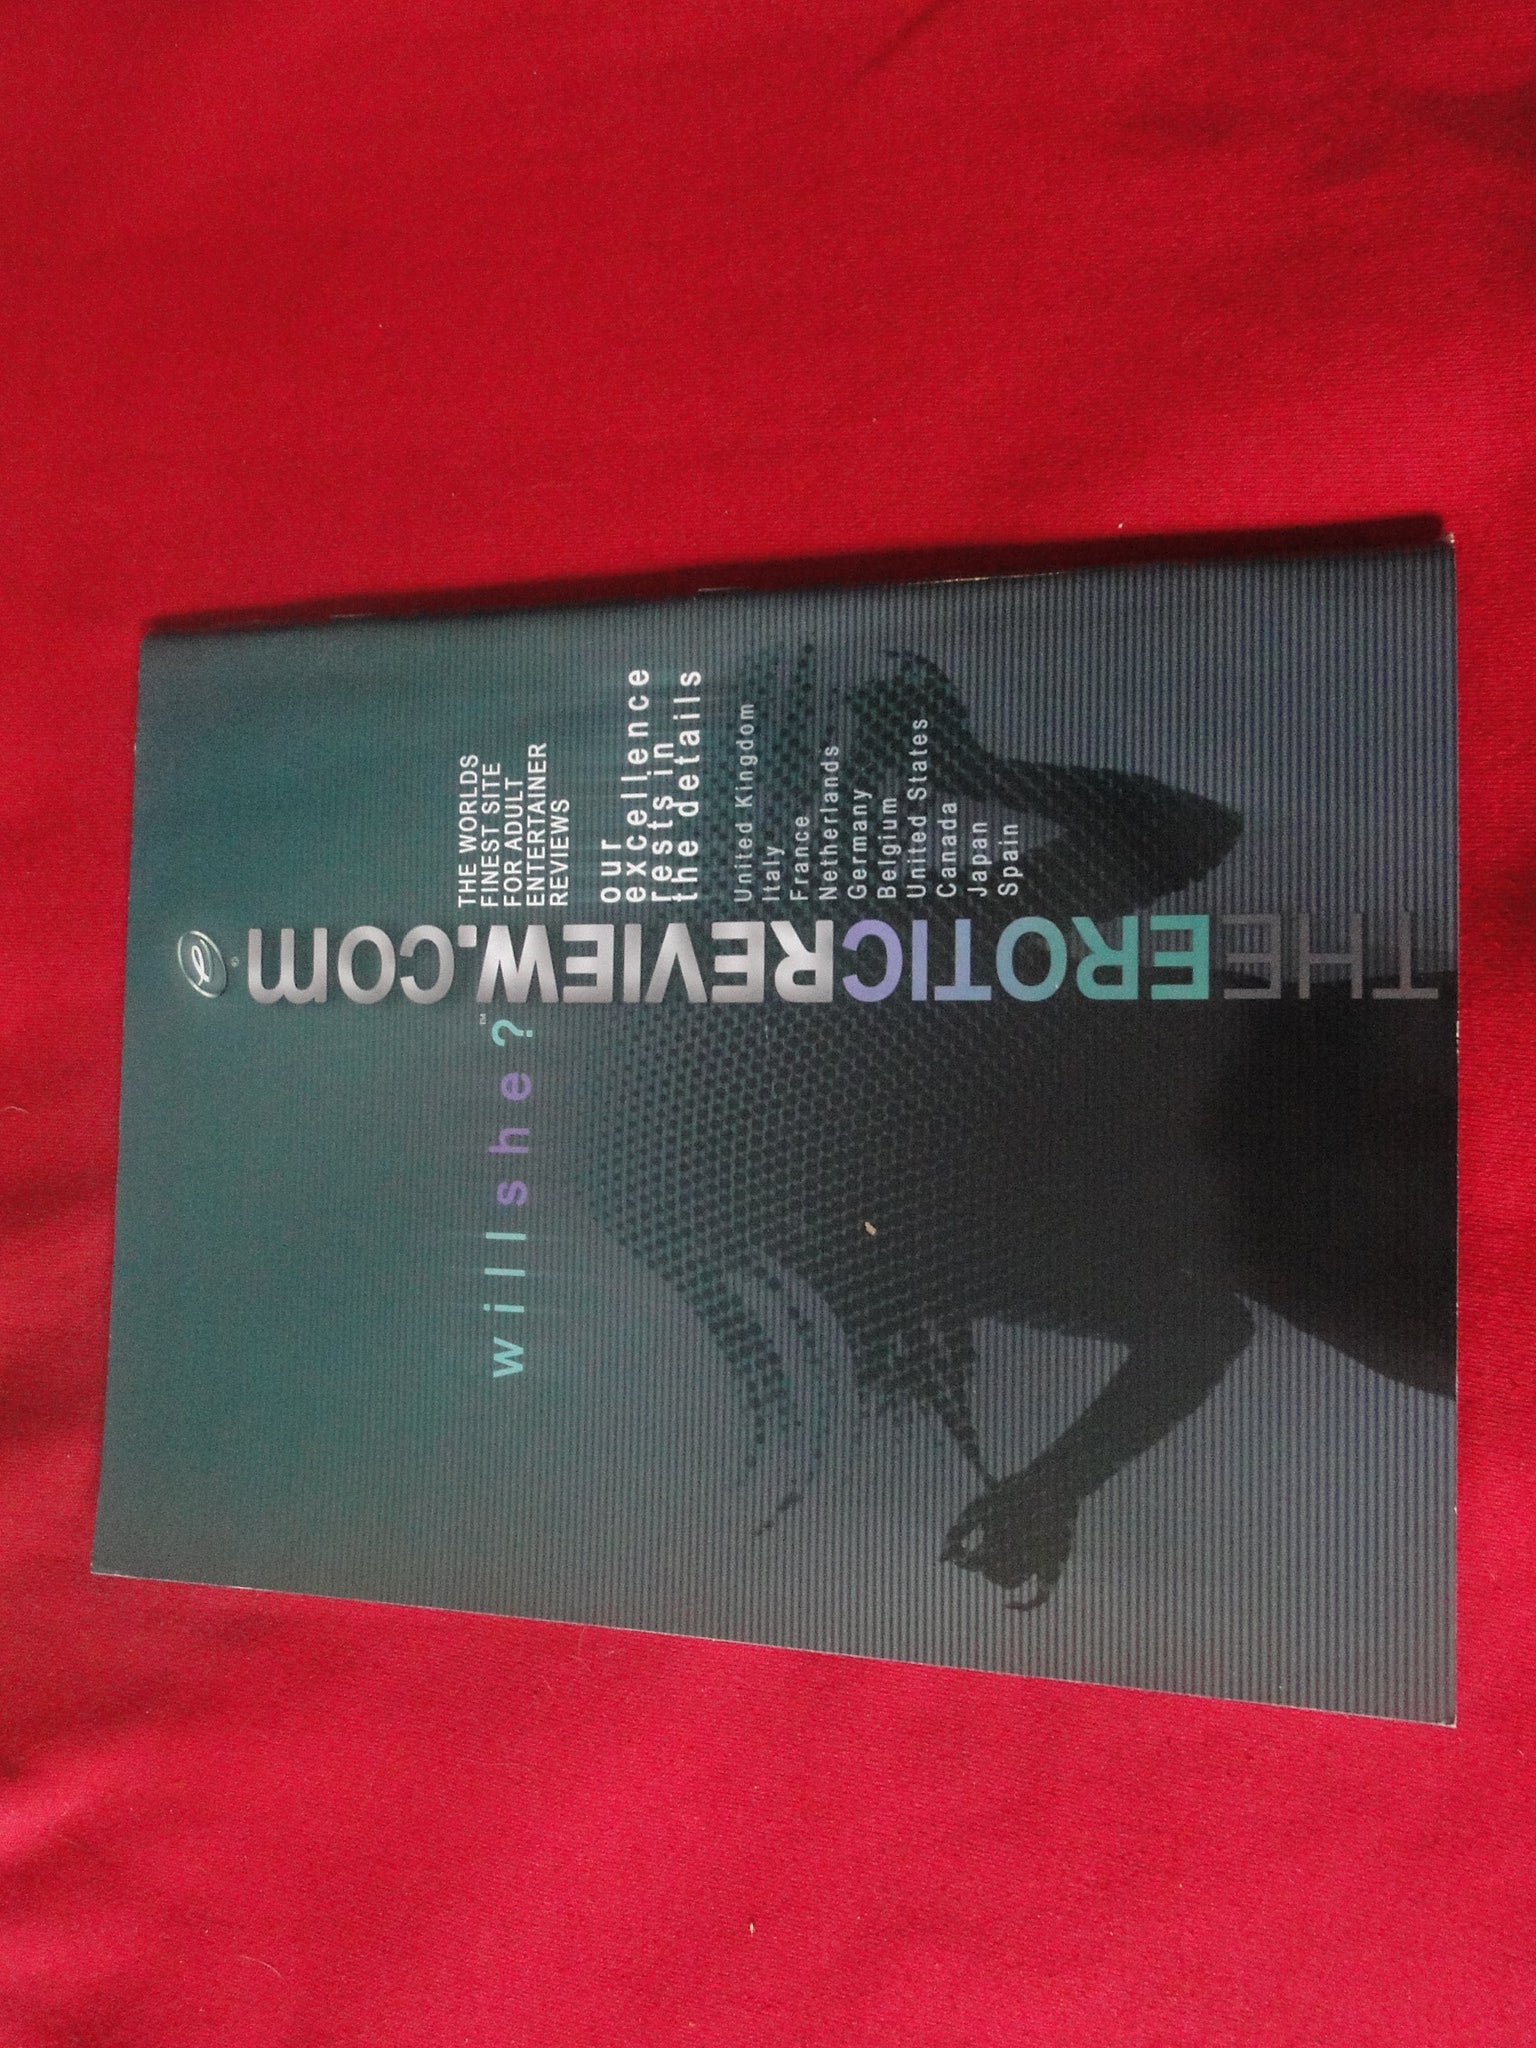 THEEROTICREVIEW.COM
e®
THE WORLDS
FINEST SITE
FOR ADULT
ENTERTAINER
REVIEWS
our
excellence
rests in
the details
United Kingdom
Italy
France
Netherlands
Germany
Belgium
United States
Canada
Japan
Spain
will she?™